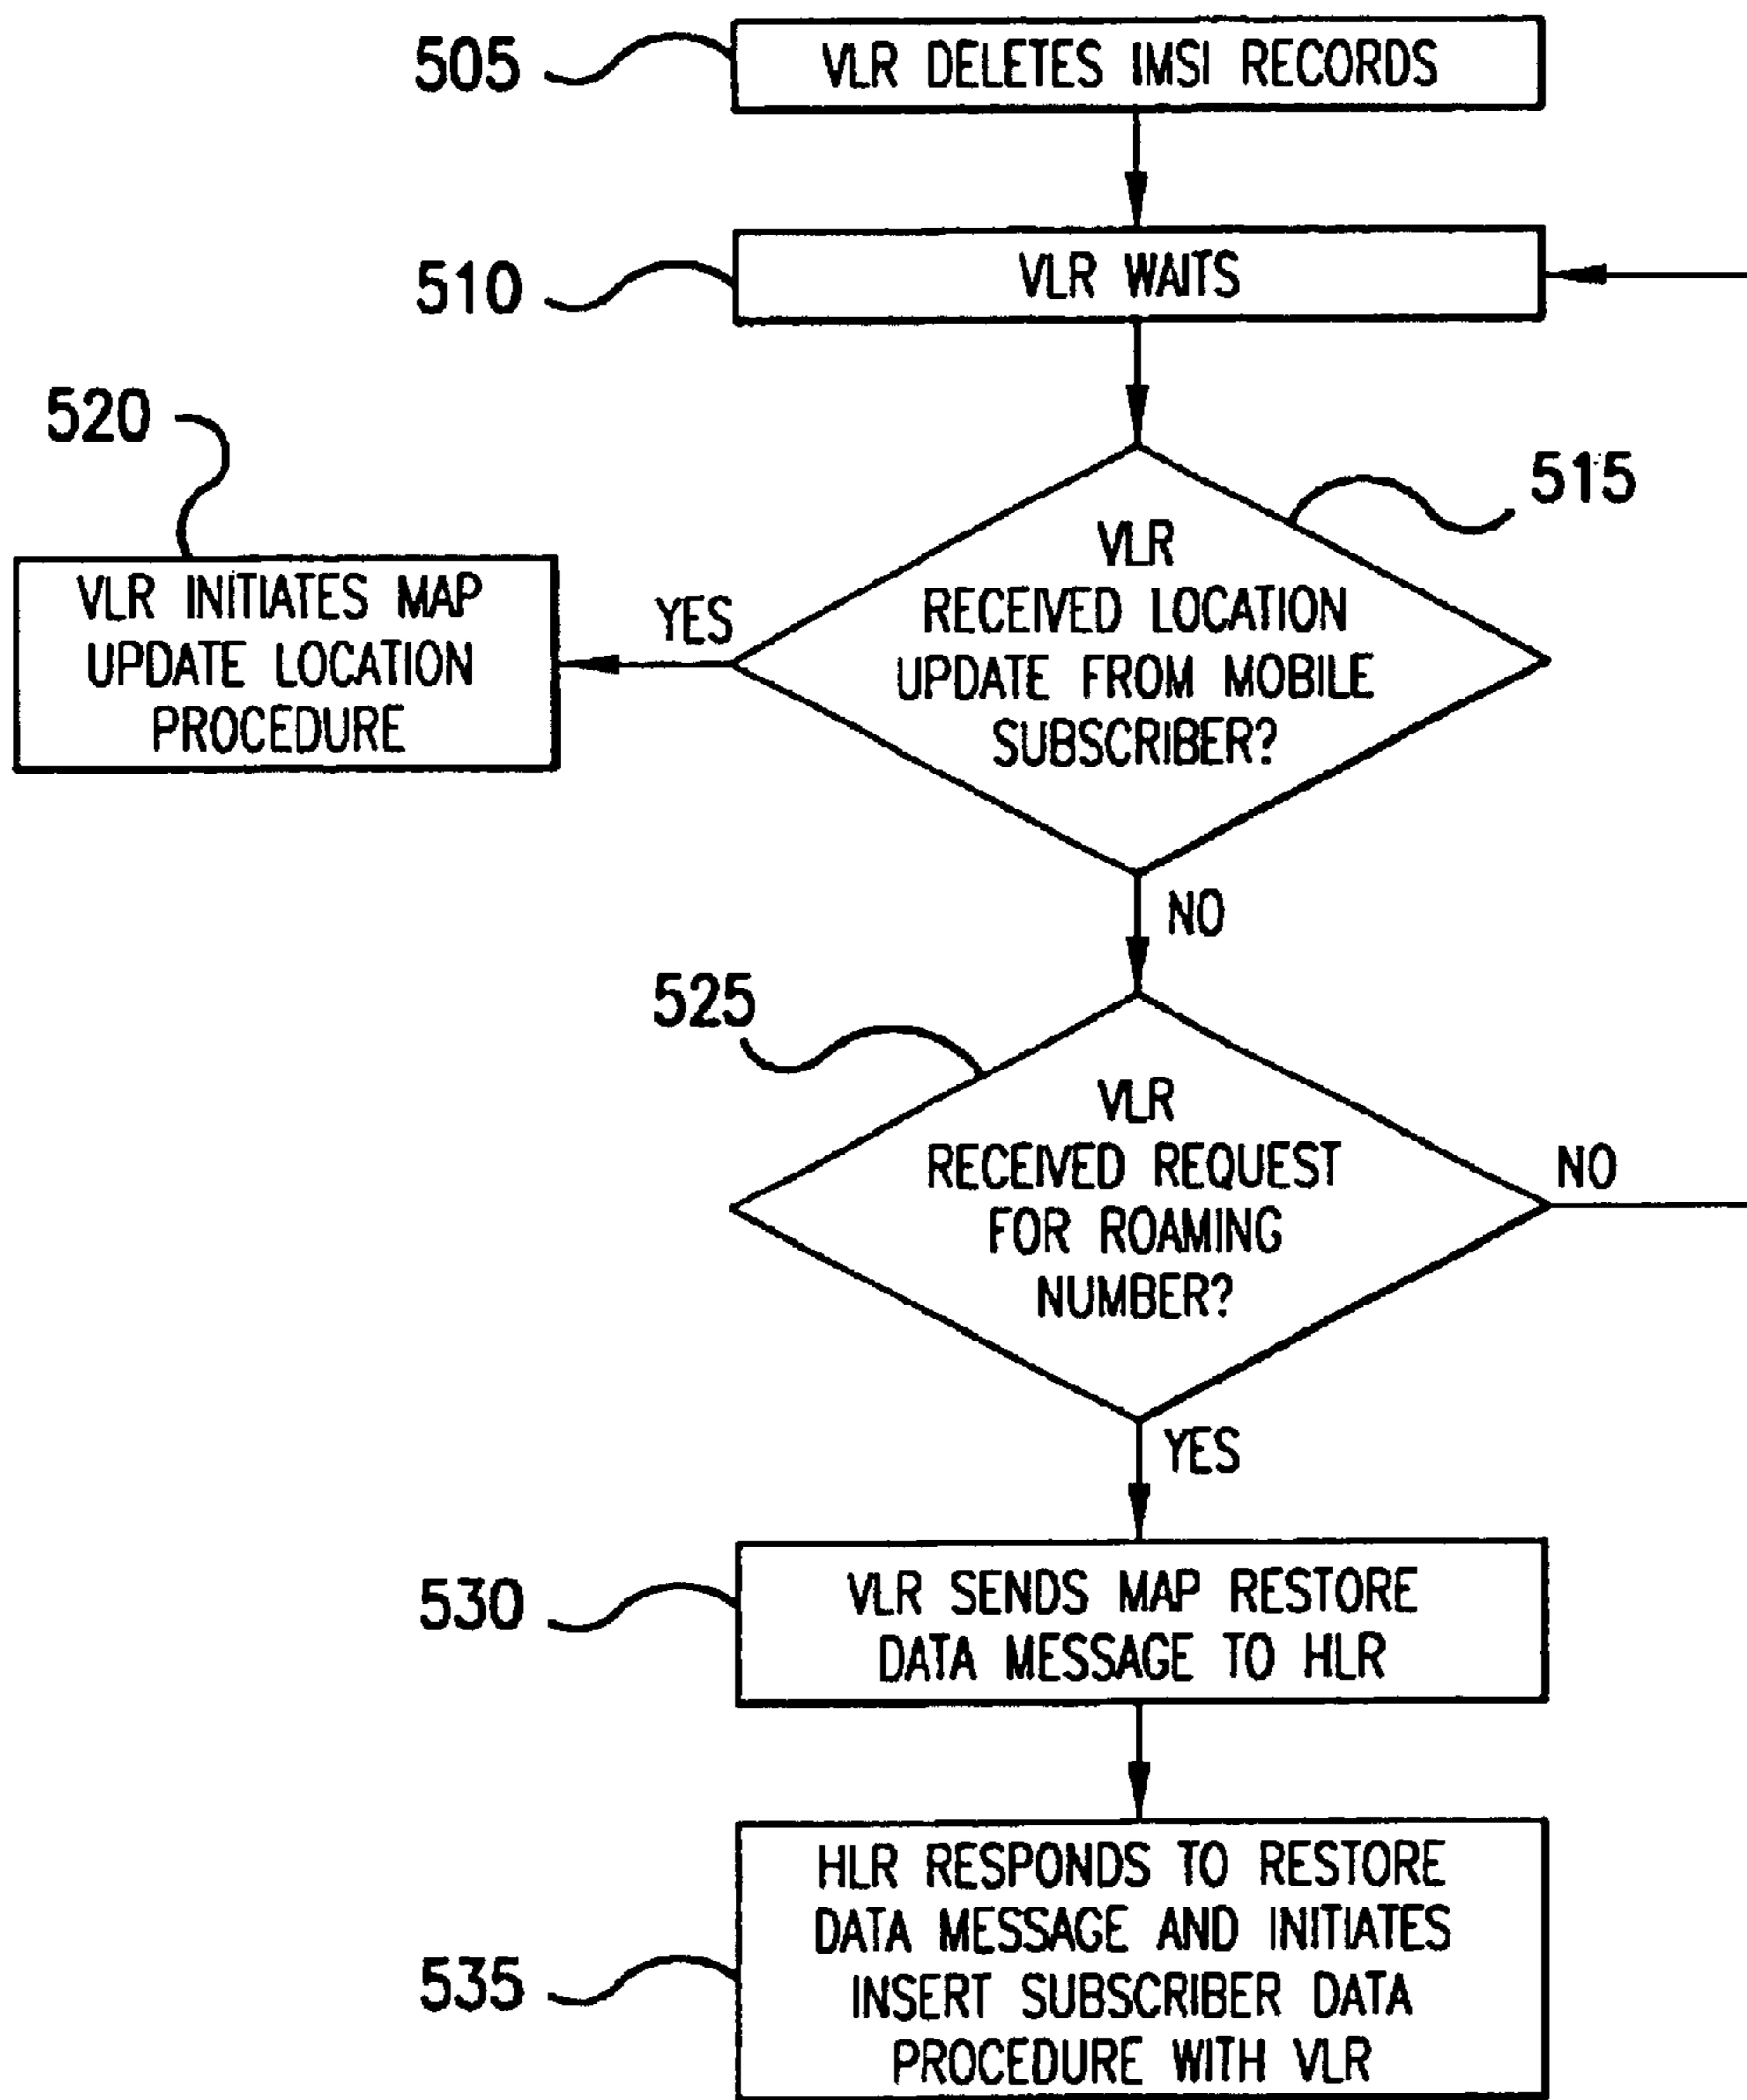 505
VLR DELETES IMSI RECORDS
510
VLR WAITS
520
515
VLR INITIATES MAP
UPDATE LOCATION
PROCEDURE
YES
VLR
RECEIVED LOCATION
UPDATE FROM MOBILE
SUBSCRIBER?
NO
525
VLR
RECEIVED REQUEST
FOR ROAMING
NUMBER?
NO
YES
530
VLR SENDS MAP RESTORE
DATA MESSAGE TO HLR
535
HLR RESPONDS TO RESTORE
DATA MESSAGE AND INITIATES
INSERT SUBSCRIBER DATA
PROCEDURE WITH VLR